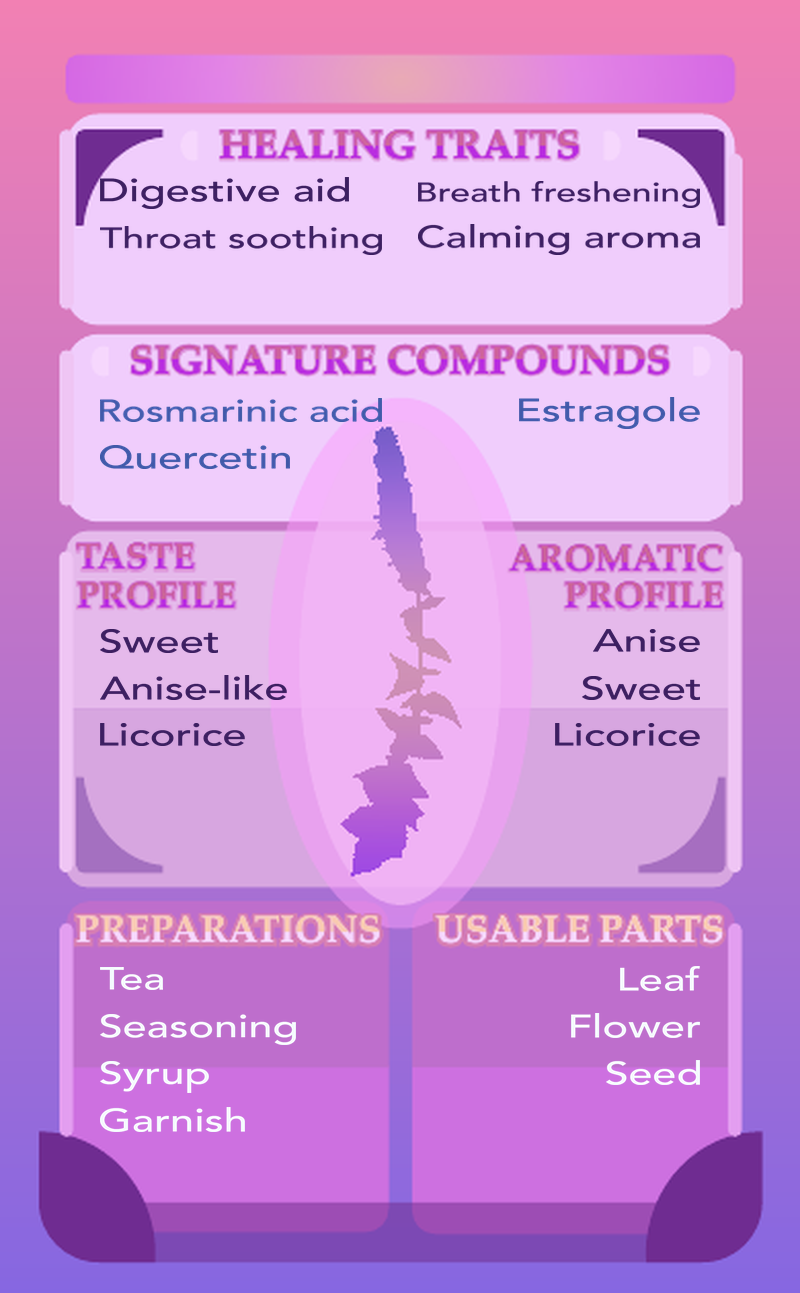 HEALING TRAITS
Digestive aid
Breath freshening
Throat soothing
Calming aroma
SIGNATURE COMPOUNDS
Rosmarinic acid
Estragole
Quercetin
TASTE
PROFILE
Sweet
Anise-like
Licorice
AROMATIC
PROFILE
Anise
Sweet
Licorice
PREPARATIONS
Tea
Seasoning
Syrup
Garnish
USABLE PARTS
Leaf
Flower
Seed